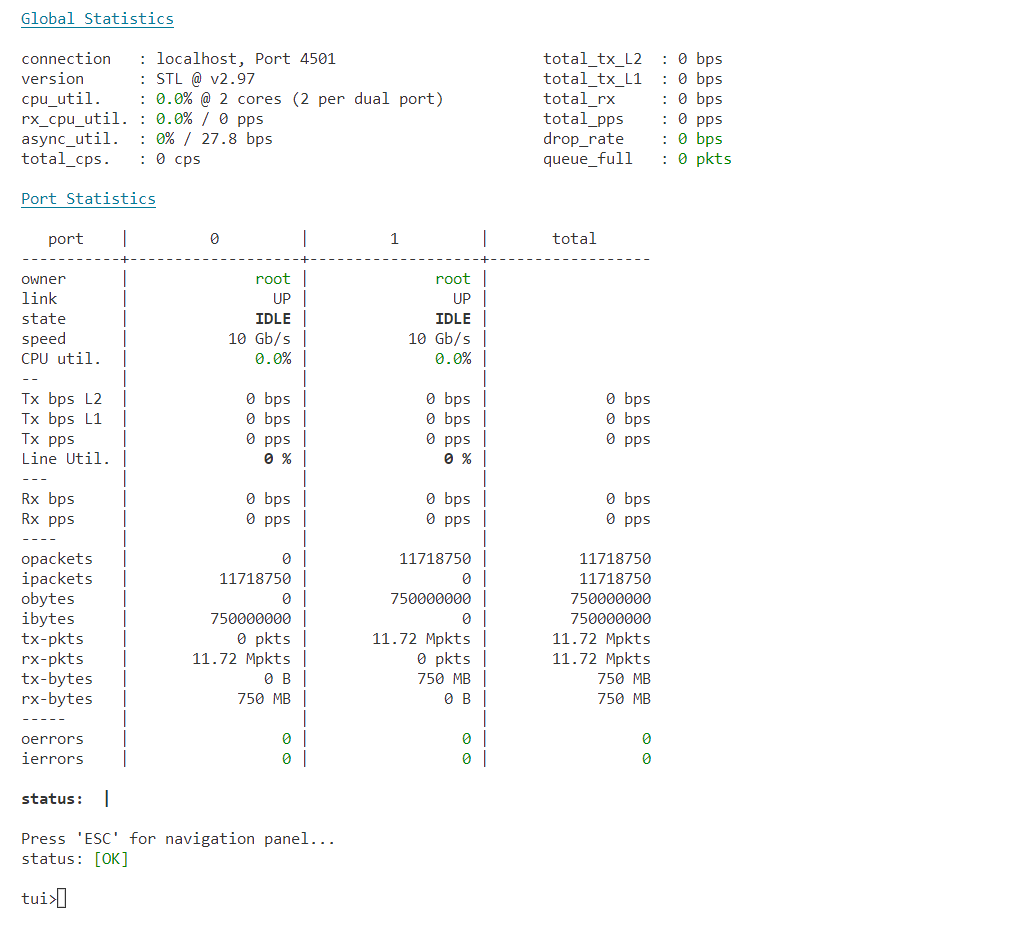 Global Statistics
connection   : localhost, Port 4501                       total_tx_L2  : 0 bps
version      : STL @ v2.97                                total_tx_L1  : 0 bps
cpu_util.    : 0.0% @ 2 cores (2 per dual port)           total_rx     : 0 bps
rx_cpu_util. : 0.0% / 0 pps                               total_pps    : 0 pps
async_util.  : 0% / 27.8 bps                              drop_rate    : 0 bps
total_cps.   : 0 cps                                      queue_full   : 0 pkts
Port Statistics
   port    |         0         |         1         |       total
-----------+-------------------+-------------------+------------------
owner      |              root |              root |
link       |                UP |                UP |
state      |              IDLE |              IDLE |
speed      |           10 Gb/s |           10 Gb/s |
CPU util.  |              0.0% |              0.0% |
--         |                   |                   |
Tx bps L2  |             0 bps |             0 bps |             0 bps
Tx bps L1  |             0 bps |             0 bps |             0 bps
Tx pps     |             0 pps |             0 pps |             0 pps
Line Util. |               0 % |               0 % |
---        |                   |                   |
Rx bps     |             0 bps |             0 bps |             0 bps
Rx pps     |             0 pps |             0 pps |             0 pps
----       |                   |                   |
opackets   |                 0 |          11718750 |          11718750
ipackets   |          11718750 |                 0 |          11718750
obytes     |                 0 |         750000000 |         750000000
ibytes     |         750000000 |                 0 |         750000000
tx-pkts    |            0 pkts |       11.72 Mpkts |       11.72 Mpkts
rx-pkts    |       11.72 Mpkts |            0 pkts |       11.72 Mpkts
tx-bytes   |               0 B |            750 MB |            750 MB
rx-bytes   |            750 MB |               0 B |            750 MB
-----      |                   |                   |
oerrors    |                 0 |                 0 |                 0
ierrors    |                 0 |                 0 |                 0
status:  |
Press 'ESC' for navigation panel...
status: [OK]
tui>